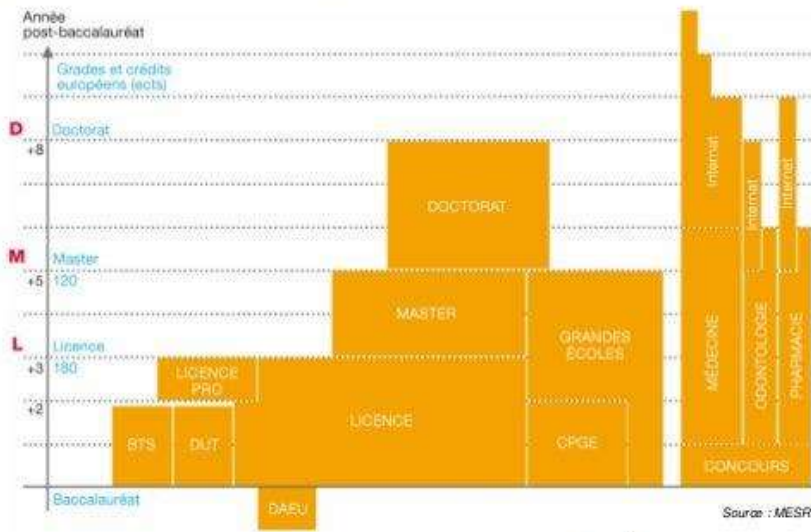 Année
post-baccalauréat
Grades et crédits
européens (ects)
D
Doctorat
+8
DOCTORAT
Internat
Internat
Internat
M
Master
+5
120
MASTER
GRANDES
ÉCOLES
MÉDECINE
ODONTOLOGIE
PHARMACIE
L
Licence
+3
180
LICENCE
PRO
+2
LICENCE
BTS
DUT
CPGE
CONCOURS
Baccalauréat
DAEU
Source : MESR